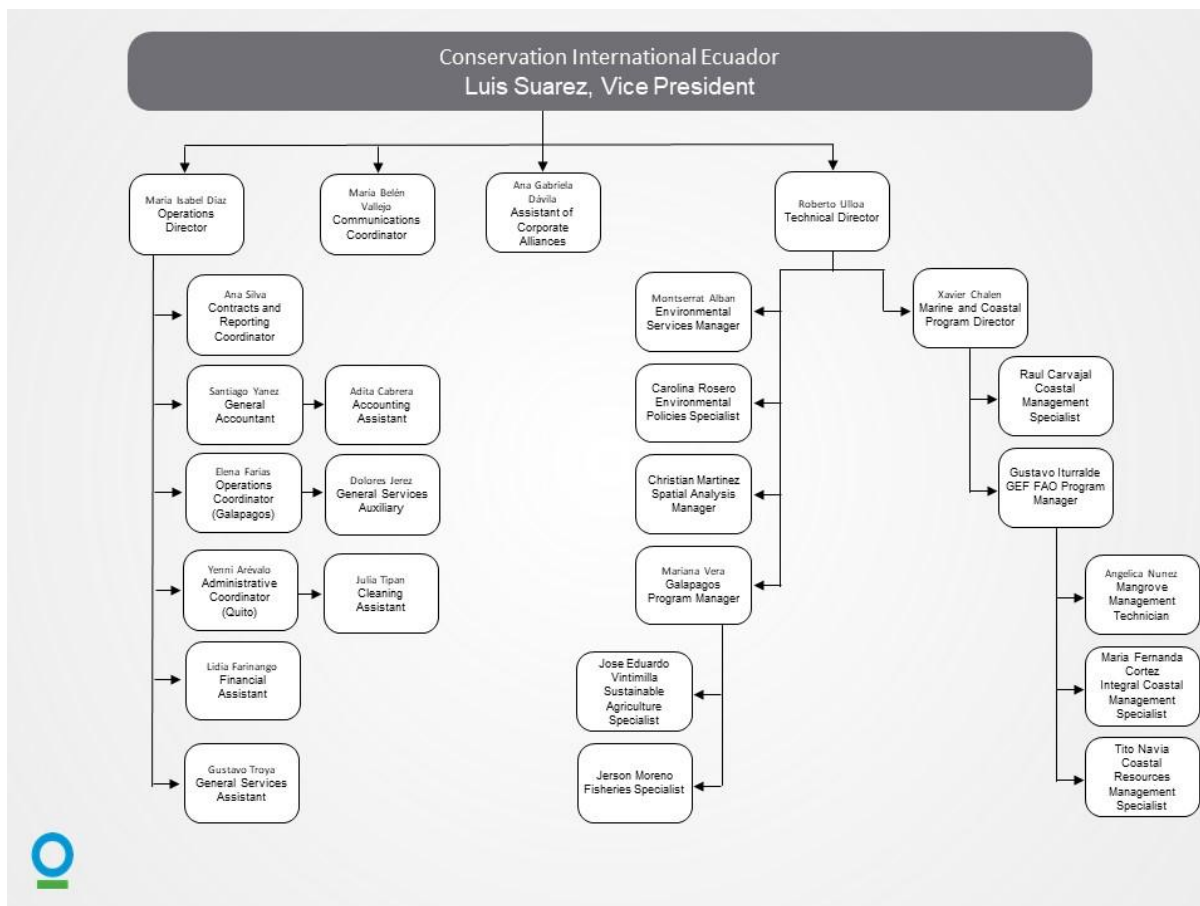 Conservation International Ecuador
Luis Suarez, Vice President
Maria Isabel Diaz
Operations
Director
María Belén
Vallejo
Communications
Coordinator
Ana Gabriela
Dávila
Assistant of
Corporate
Alliances
Roberto Ulloa
Technical Director
Ana Silva
Contracts and
Reporting
Coordinator
Santiago Yanez
General
Accountant
Adita Cabrera
Accounting
Assistant
Elena Farias
Operations
Coordinator
(Galapagos)
Dolores Jerez
General Services
Auxiliary
Yenni Arévalo
Administrative
Coordinator
(Quito)
Julia Tipan
Cleaning
Assistant
Lidia Farinango
Financial
Assistant
Gustavo Troya
General Services
Assistant
Montserrat Alban
Environmental
Services Manager
Carolina Rosero
Environmental
Policies Specialist
Christian Martinez
Spatial Analysis
Manager
Mariana Vera
Galapagos
Program Manager
Jose Eduardo
Vintimilla
Sustainable
Agriculture
Specialist
Jerson Moreno
Fisheries Specialist
Xavier Chalen
Marine and Coastal
Program Director
Raul Carvajal
Coastal
Management
Specialist
Gustavo Iturralde
GEF FAO Program
Manager
Angelica Nunez
Mangrove
Management
Technician
Maria Fernanda
Cortez
Integral Coastal
Management
Specialist
Tito Navia
Coastal
Resources
Management
Specialist